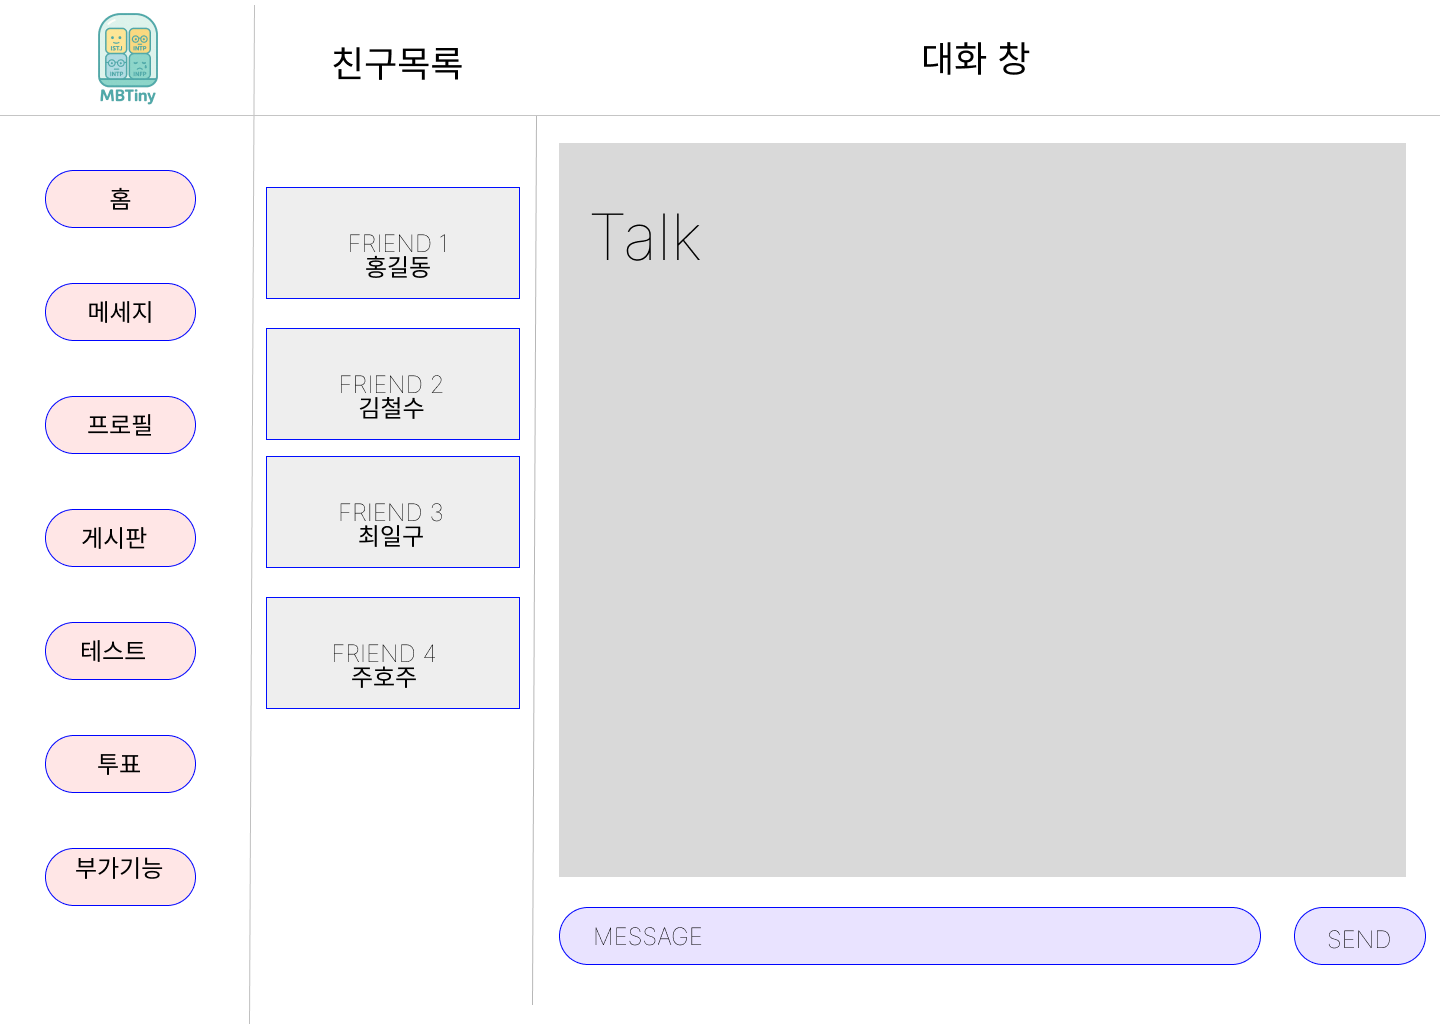 ISTJ INTP
INTP INFP
MBTiny
친구목록
대화 창
홈
메세지
프로필
게시판
테스트
투표
부가기능
FRIEND 1
홍길동
FRIEND 2
김철수
FRIEND 3
최일구
FRIEND 4
주호주
Talk
MESSAGE
SEND